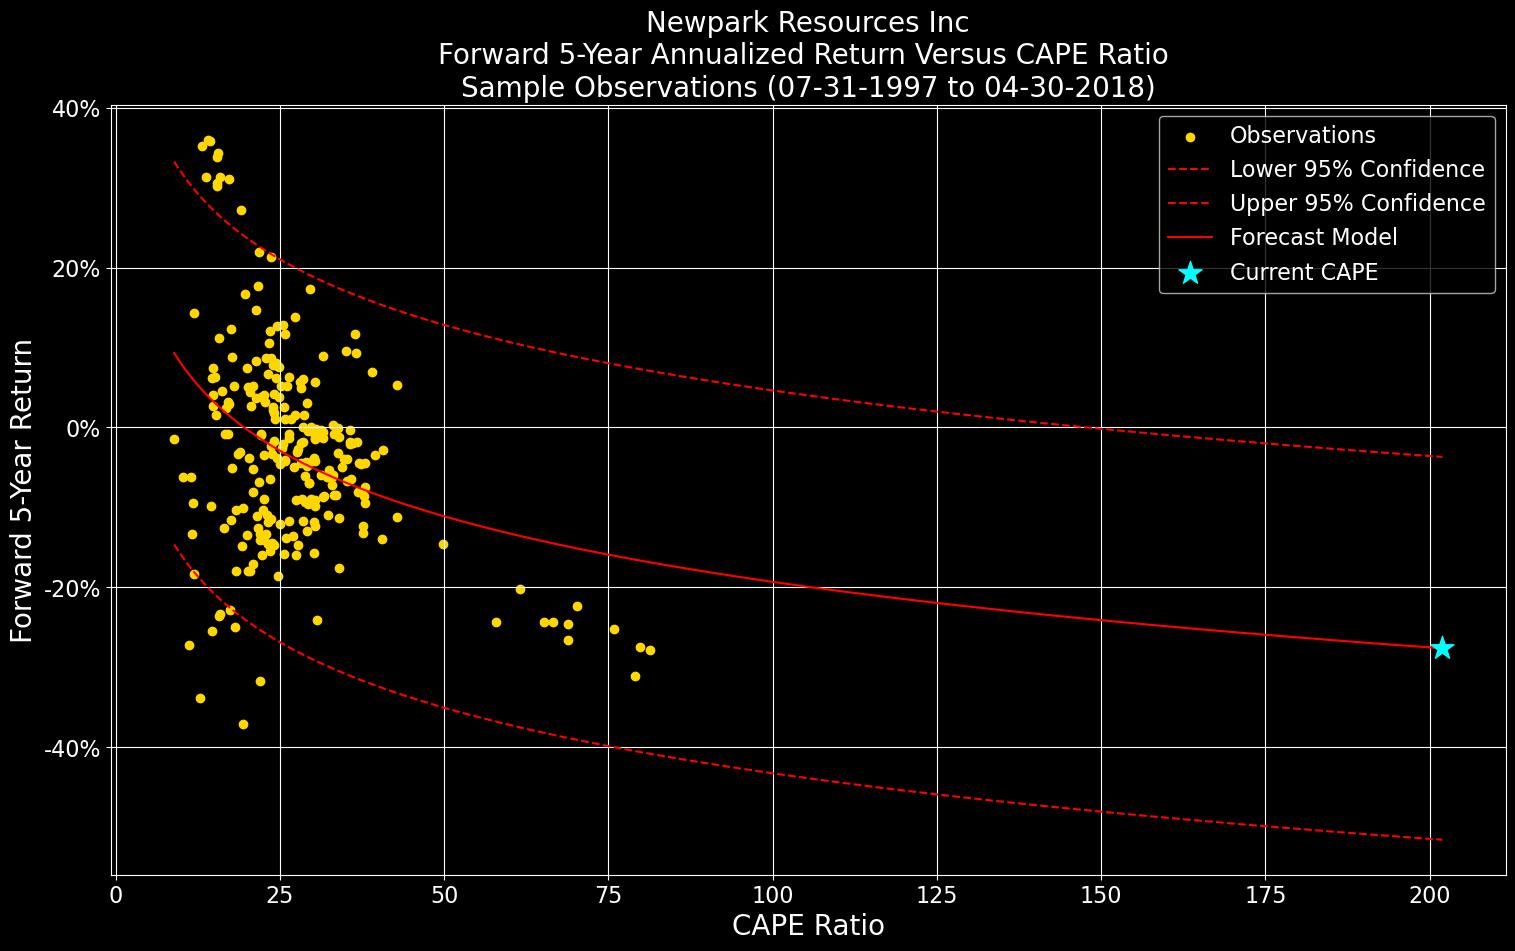 Newpark Resources Inc
Forward 5-Year Annualized Return Versus CAPE Ratio
Sample Observations (07-31-1997 to 04-30-2018)
Observations
Lower 95% Confidence
Upper 95% Confidence
Forecast Model
Current CAPE
Forward 5-Year Return
40%
20%
0%
-20%
-40%
0 25 50 75 100 125 150 175 200
CAPE Ratio